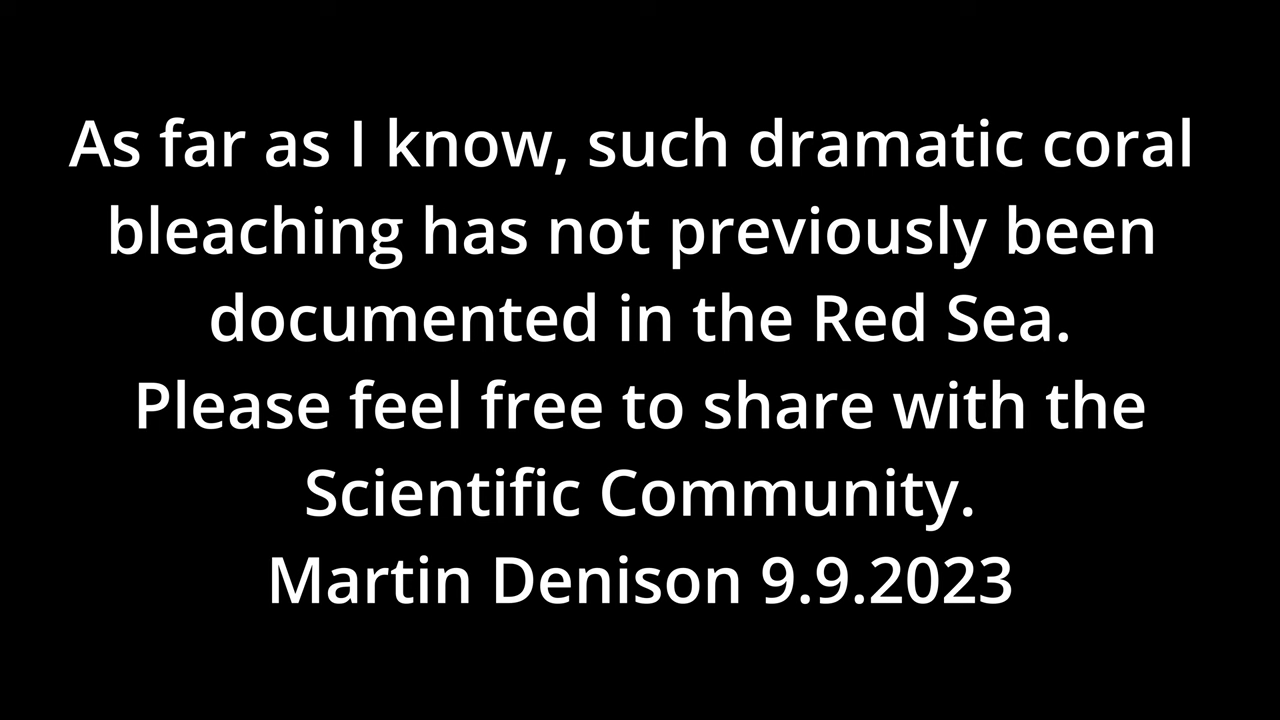 As far as I know, such dramatic coral
bleaching has not previously been
documented in the Red Sea.
Please feel free to share with the
Scientific Community.
Martin Denison 9.9.2023